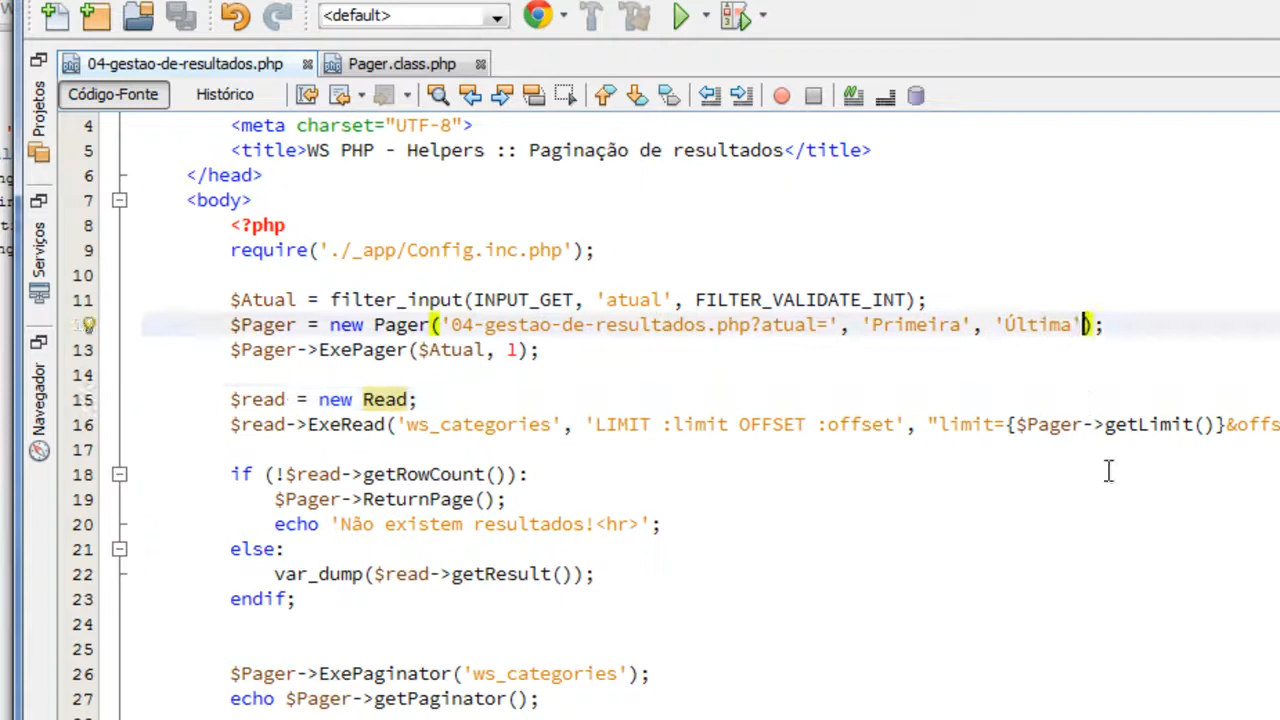 <default>
04-gestao-de-resultados.php
Pager.class.php
Código-Fonte
Histórico
Projetos
Serviços
Navegador
4 <meta charset="UTF-8">
5 <title>WS PHP - Helpers :: Paginação de resultados</title>
6 </head>
7 <body>
8 <?php
9 require('./_app/Config.inc.php');
10
11 $Atual = filter_input(INPUT_GET, 'atual', FILTER_VALIDATE_INT);
$Pager = new Pager('04-gestao-de-resultados.php?atual=', 'Primeira', 'Última');
13 $Pager->ExePager($Atual, 1);
14
15 $read = new Read;
16 $read->ExeRead('ws_categories', 'LIMIT :limit OFFSET :offset', "limit={$Pager->getLimit()}&offs
17
18 if (!$read->getRowCount()):
19 $Pager->ReturnPage();
20 echo 'Não existem resultados!<hr>';
21 else:
22 var_dump($read->getResult());
23 endif;
24
25
26 $Pager->ExePaginator('ws_categories');
27 echo $Pager->getPaginator();